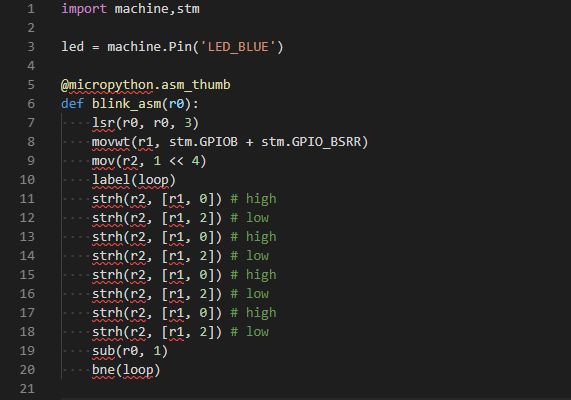 1 import machine,stm
2
3 led = machine.Pin('LED_BLUE')
4
5 @micropython.asm_thumb
6 def blink_asm(r0):
7 ····lsr(r0, r0, 3)
8 ····movwt(r1, stm.GPIOB + stm.GPIO_BSRR)
9 ····mov(r2, 1 << 4)
10 ····label(loop)
11 ····strh(r2, [r1, 0]) # high
12 ····strh(r2, [r1, 2]) # low
13 ····strh(r2, [r1, 0]) # high
14 ····strh(r2, [r1, 2]) # low
15 ····strh(r2, [r1, 0]) # high
16 ····strh(r2, [r1, 2]) # low
17 ····strh(r2, [r1, 0]) # high
18 ····strh(r2, [r1, 2]) # low
19 ····sub(r0, 1)
20 ····bne(loop)
21